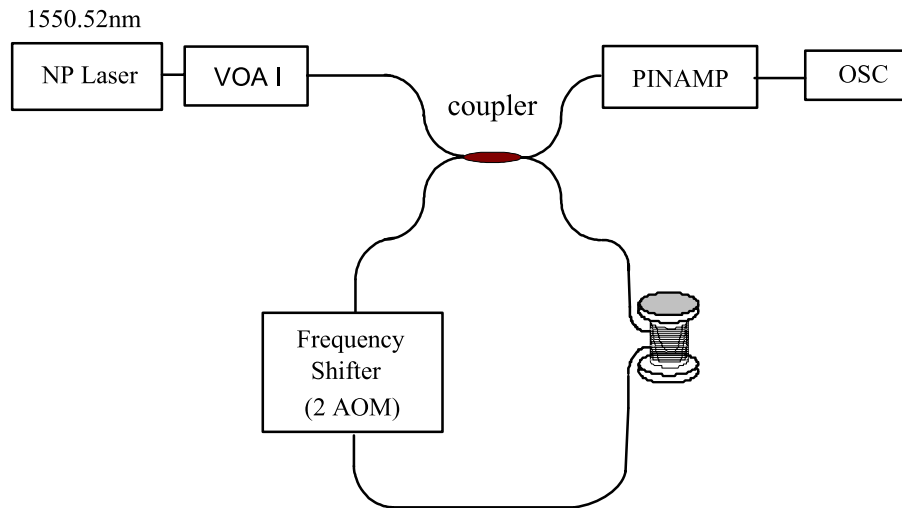 1550.52nm
NP Laser
VOA I
coupler
PINAMP
OSC
Frequency
Shifter
(2 AOM)